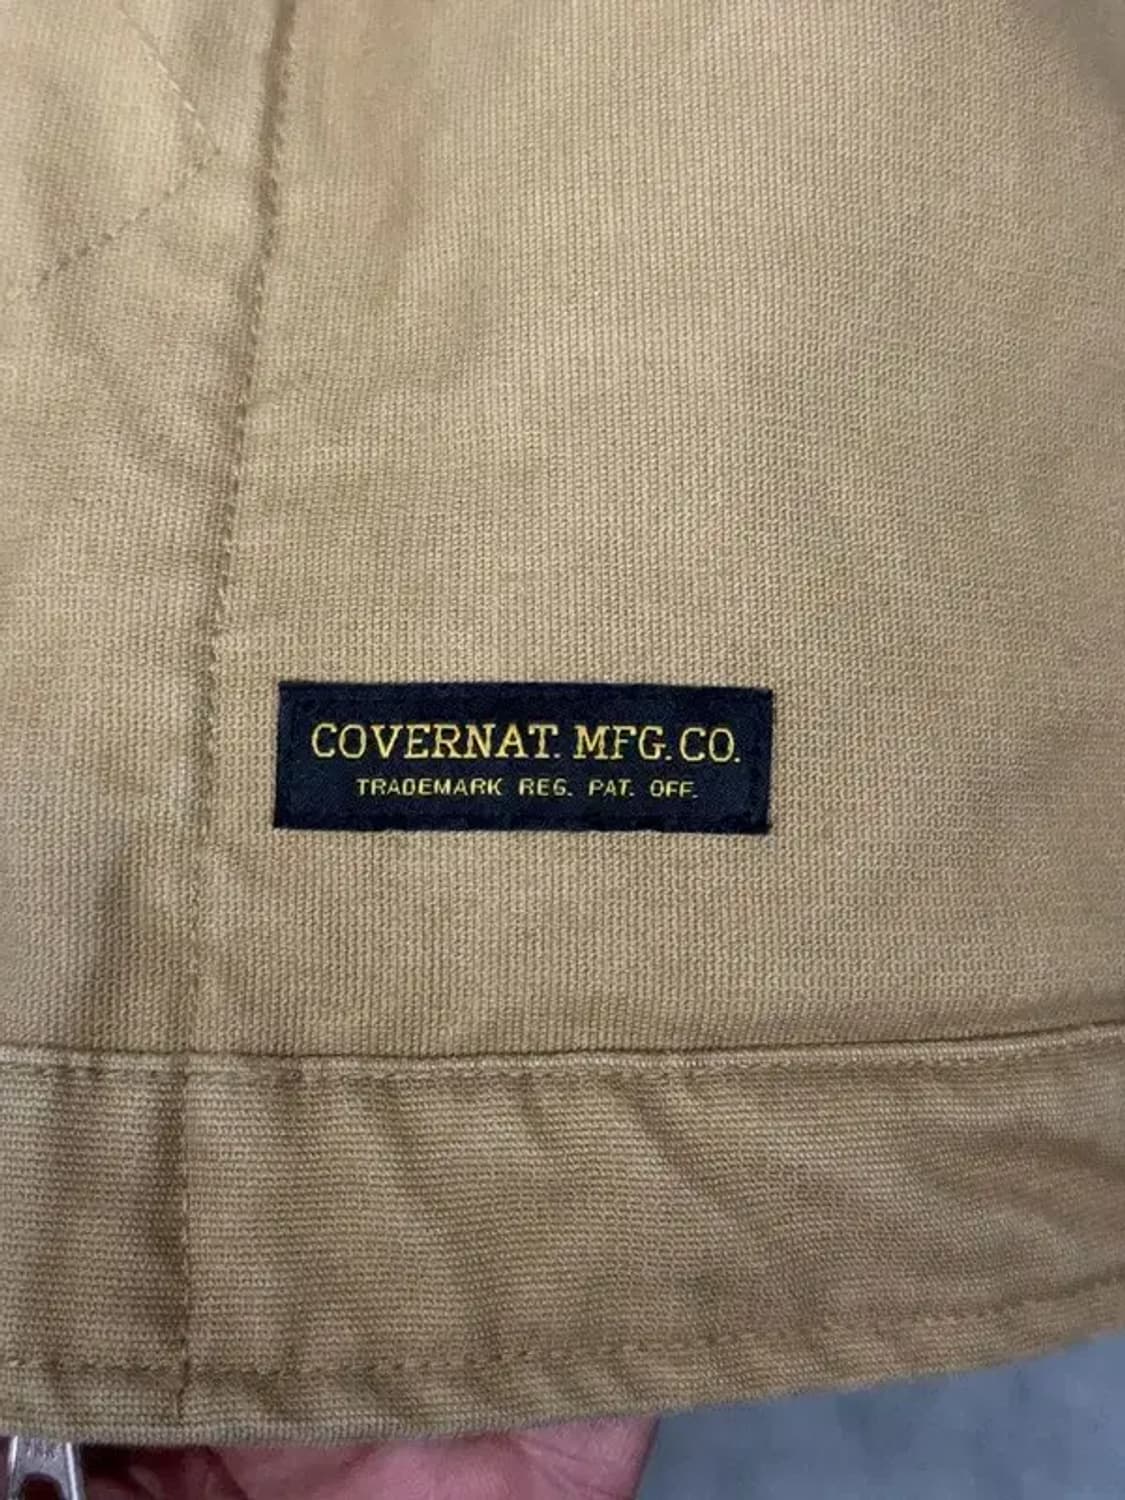 COVERNAT. MFG. CO.
TRADEMARK REG. PAT. OFF.